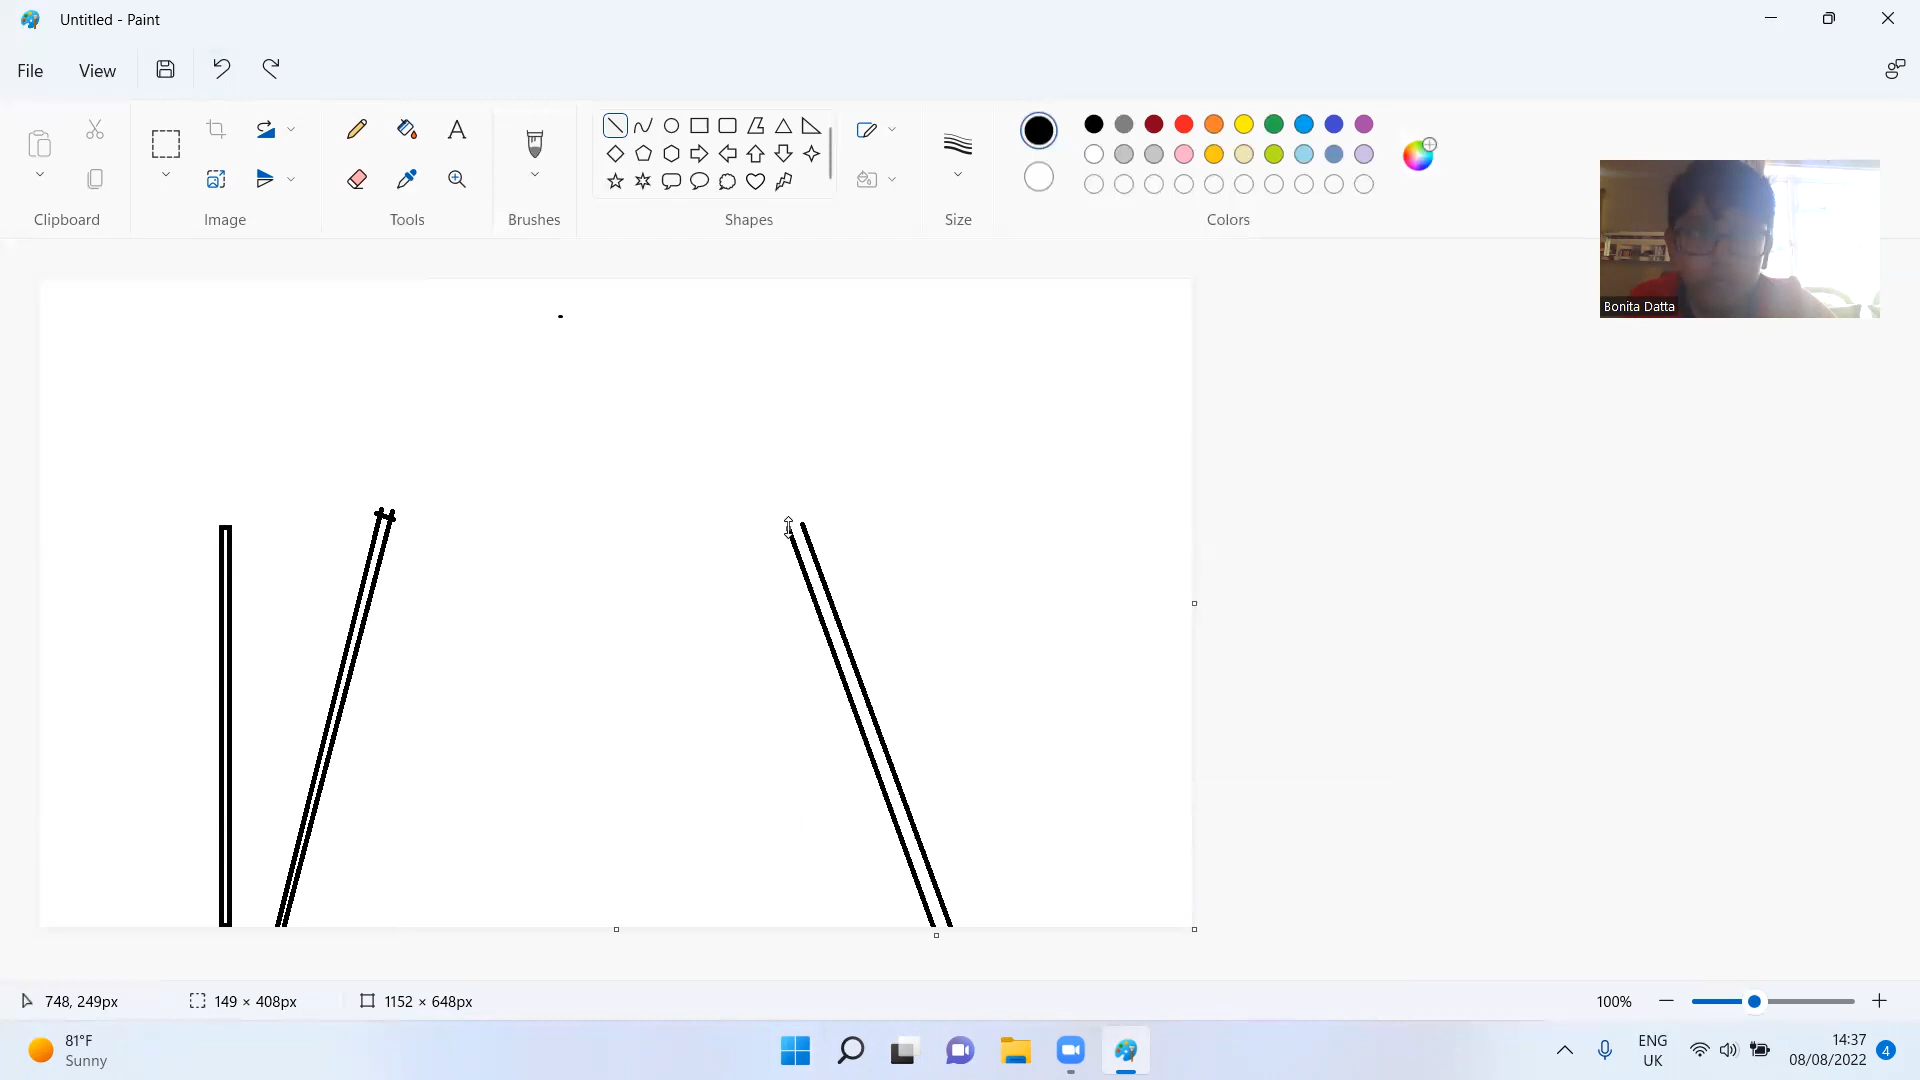 Untitled - Paint
File View
Clipboard Image Tools Brushes Shapes Size Colors
Bonita Datta
748, 249px 149 × 408px 1152 × 648px 100%
81°F
Sunny
ENG
UK
14:37
08/08/2022
4